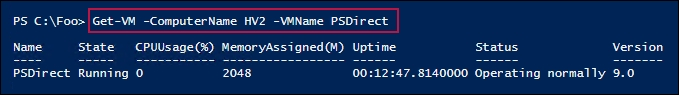 PS C:\Foo> Get-VM -ComputerName HV2 -VMName PSDirect
Name State CPUUsage(%) MemoryAssigned(M) Uptime Status Version
---- ----- ----------- ----------------- ------ ------ -------
PSDirect Running 0 2048 00:12:47.8140000 Operating normally 9.0